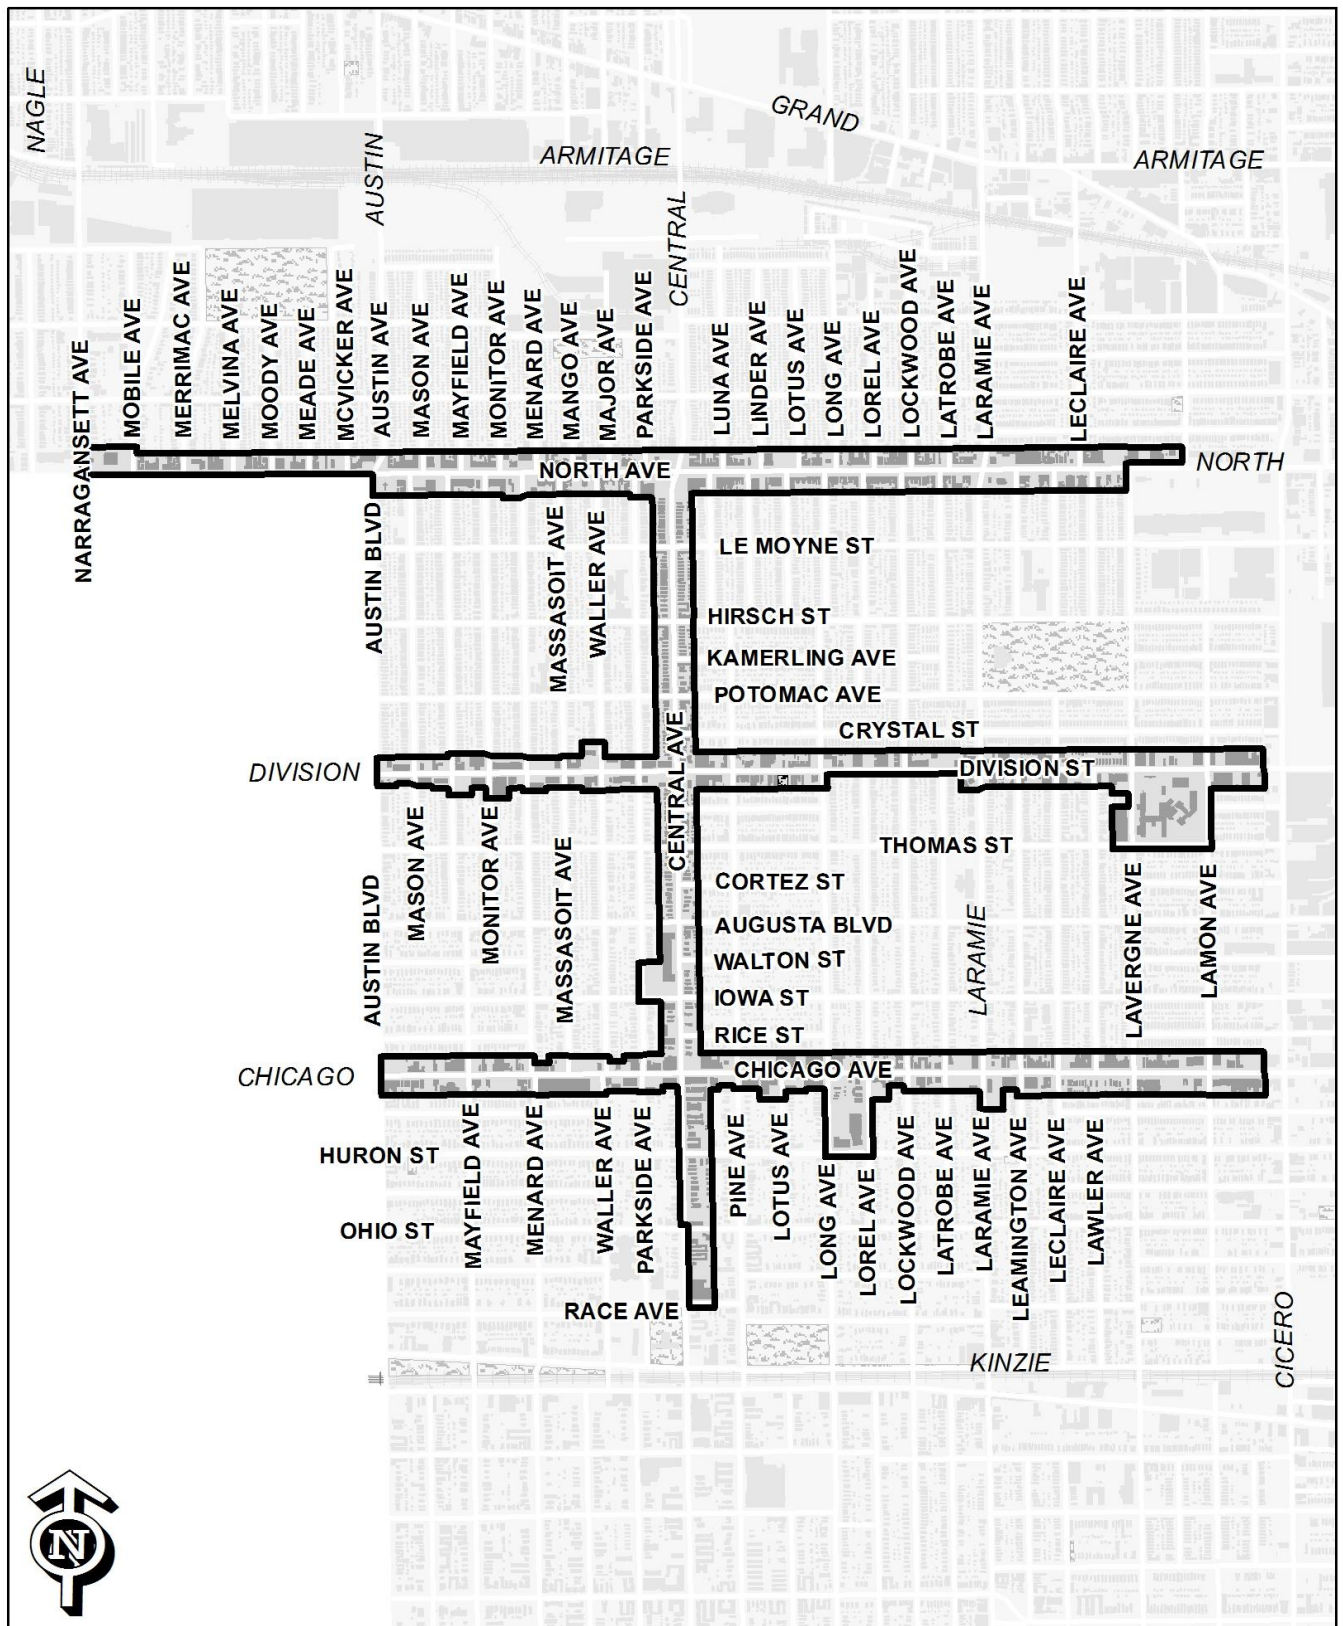 NAGLE
GRAND
AUSTIN
ARMITAGE
ARMITAGE
CENTRAL
NARRAGANSETT AVE
MOBILE AVE
MERRIMAC AVE
MELVINA AVE
MOODY AVE
MEADE AVE
MCVICKER AVE
AUSTIN AVE
MASON AVE
MAYFIELD AVE
MONITOR AVE
MENARD AVE
MANGO AVE
MAJOR AVE
PARKSIDE AVE
LUNA AVE
LINDER AVE
LOTUS AVE
LONG AVE
LOREL AVE
LOCKWOOD AVE
LATROBE AVE
LARAMIE AVE
LECLAIRE AVE
NORTH AVE
NORTH
AUSTIN BLVD
MASSASOIT AVE
WALLER AVE
LE MOYNE ST
HIRSCH ST
KAMERLING AVE
POTOMAC AVE
CRYSTAL ST
CENTRAL AVE
DIVISION
DIVISION ST
AUSTIN BLVD
MASON AVE
MONITOR AVE
MASSASOIT AVE
THOMAS ST
CORTEZ ST
AUGUSTA BLVD
WALTON ST
IOWA ST
RICE ST
LARAMIE
LAVERGNE AVE
LAMON AVE
CHICAGO
CHICAGO AVE
HURON ST
OHIO ST
MAYFIELD AVE
MENARD AVE
WALLER AVE
PARKSIDE AVE
PINE AVE
LOTUS AVE
LONG AVE
LOREL AVE
LOCKWOOD AVE
LATROBE AVE
LARAMIE AVE
LEAMINGTON AVE
LECLAIRE AVE
LAWLER AVE
RACE AVE
KINZIE
CICERO
N